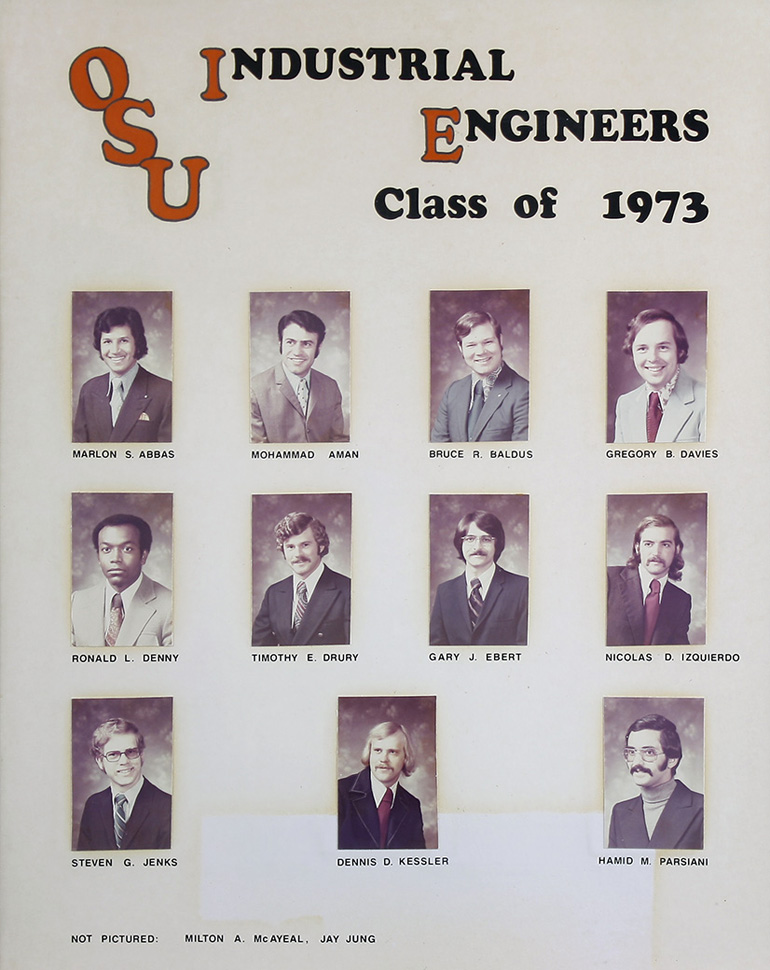 OSU INDUSTRIAL
ENGINEERS
Class of 1973
MARLON S. ABBAS MOHAMMAD AMAN BRUCE R. BALDUS GREGORY B. DAVIES
RONALD L. DENNY TIMOTHY E. DRURY GARY J. EBERT NICOLAS D. IZQUIERDO
STEVEN G. JENKS DENNIS D. KESSLER HAMID M. PARSIANI
NOT PICTURED: MILTON A. McAYEAL, JAY JUNG